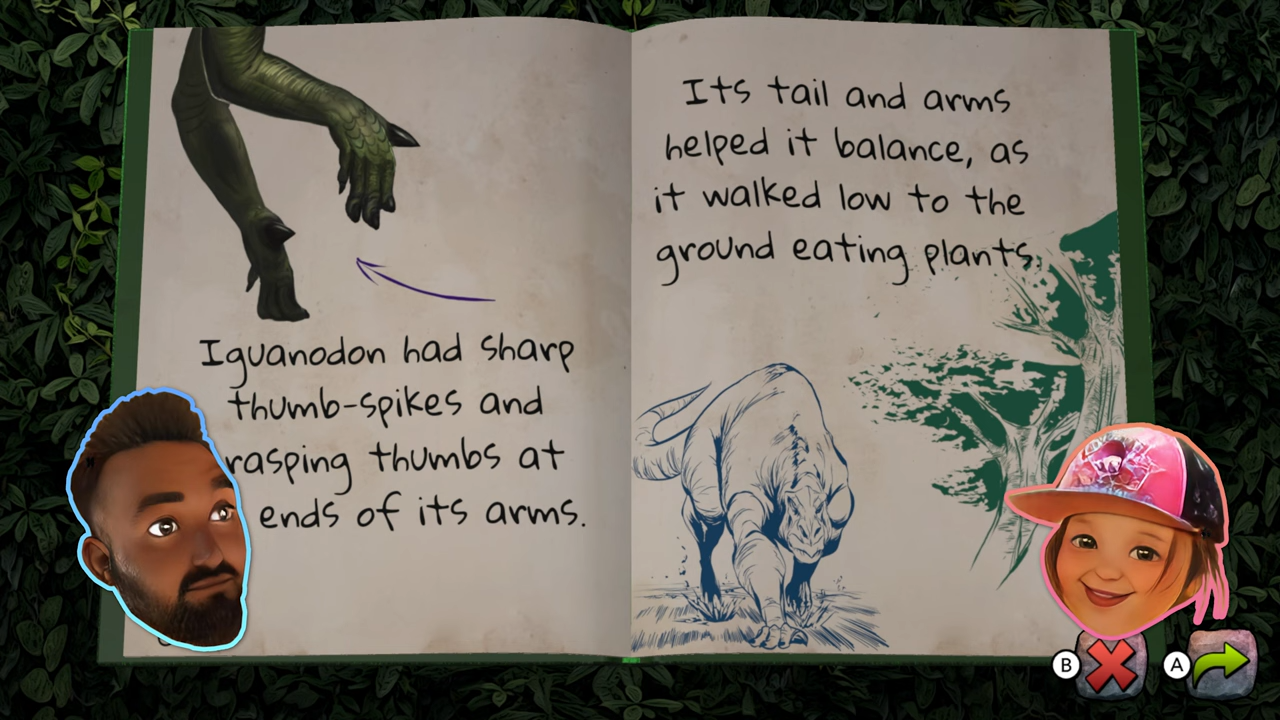 Iguanodon had sharp
thumb-spikes and
rasping thumbs at
ends of its arms.
Its tail and arms
helped it balance, as
it walked low to the
ground eating plants.
B
A